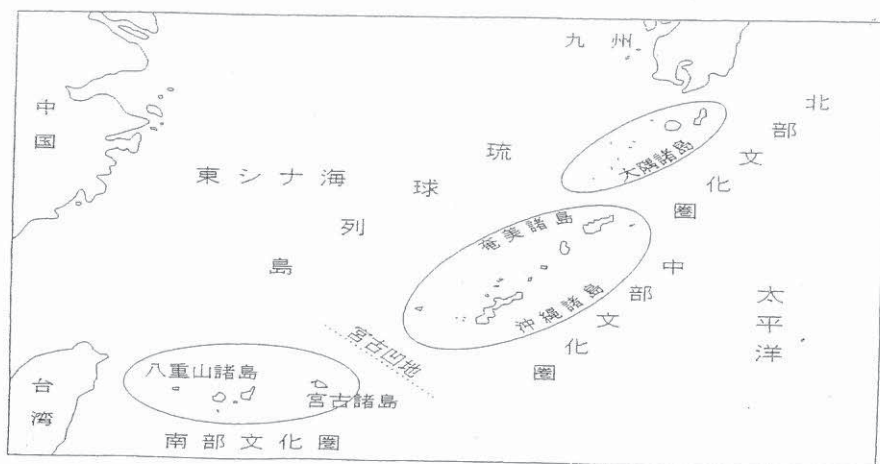 九州
中国
東シナ海
琉球列島
大隅諸島
北部文化圏
奄美諸島
沖縄諸島
中部文化圏
太平洋
宮古凹地
台湾
八重山諸島
宮古諸島
南部文化圏